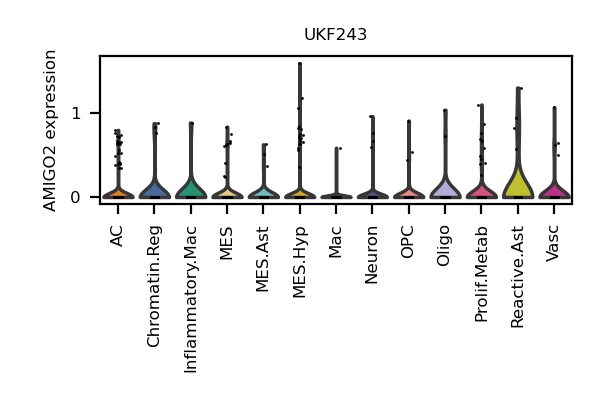 UKF243
AMIGO2 expression
1
0
AC
Chromatin.Reg
Inflammatory.Mac
MES
MES.Ast
MES.Hyp
Mac
Neuron
OPC
Oligo
Prolif.Metab
Reactive.Ast
Vasc